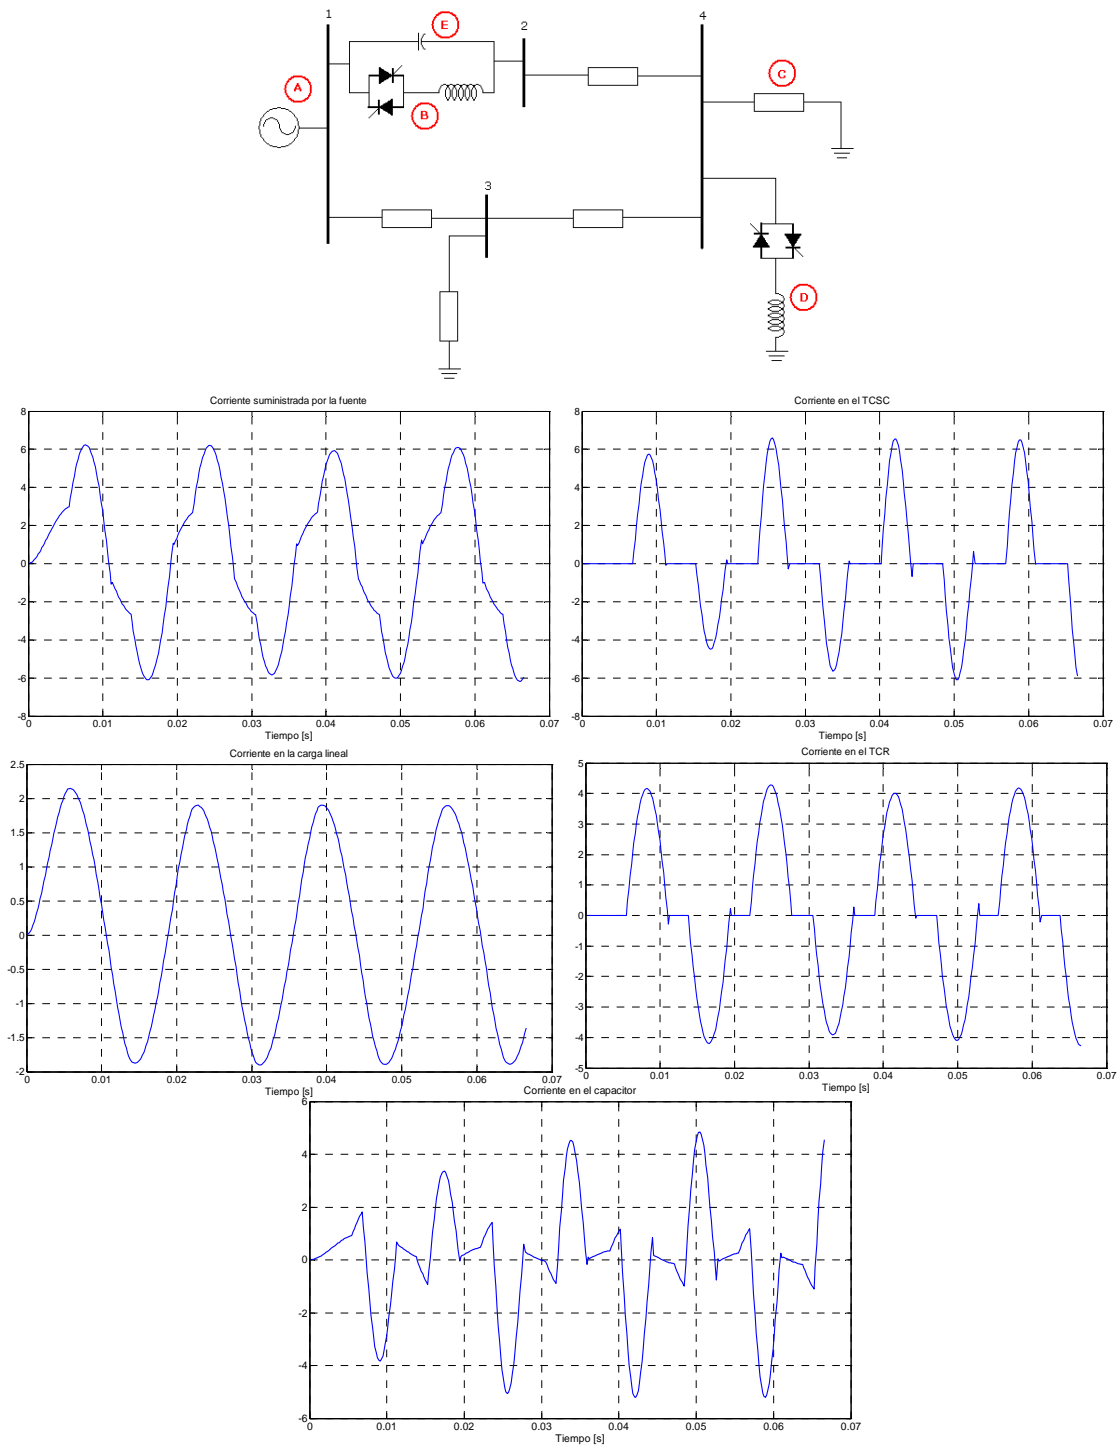 1
E
2
4
A
B
C
3
D
Corriente suministrada por la fuente
8
6
4
2
0
-2
-4
-6
-8
0 0.01 0.02 0.03 0.04 0.05 0.06 0.07
Tiempo [s]
Corriente en el TCSC
8
6
4
2
0
-2
-4
-6
-8
0 0.01 0.02 0.03 0.04 0.05 0.06 0.07
Tiempo [s]
Corriente en la carga lineal
2.5
2
1.5
1
0.5
0
-0.5
-1
-1.5
-2
0 0.01 0.02 0.03 0.04 0.05 0.06 0.07
Tiempo [s]
Corriente en el TCR
5
4
3
2
1
0
-1
-2
-3
-4
-5
0 0.01 0.02 0.03 0.04 0.05 0.06 0.07
Tiempo [s]
Corriente en el capacitor
6
4
2
0
-2
-4
-6
0 0.01 0.02 0.03 0.04 0.05 0.06 0.07
Tiempo [s]